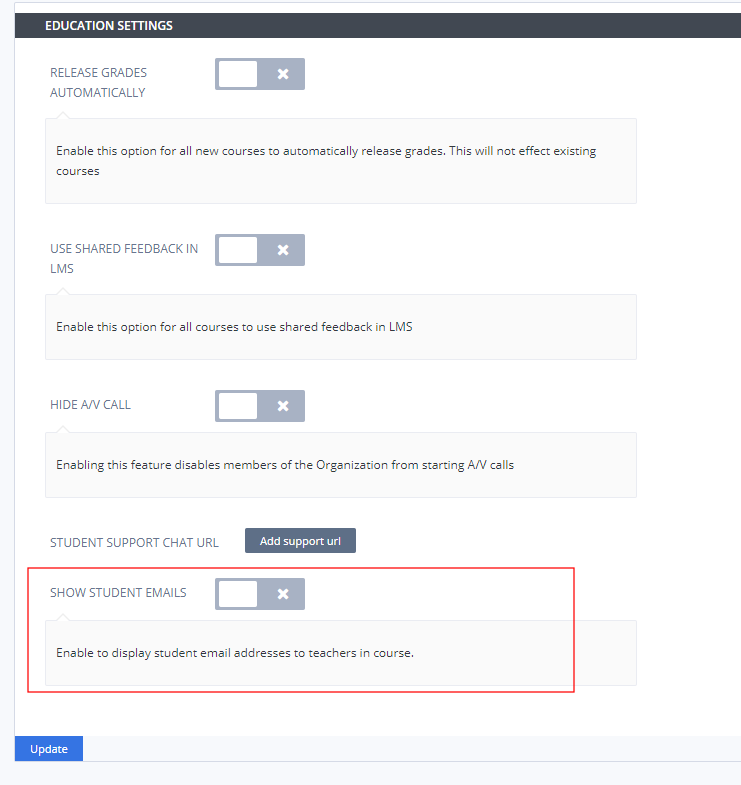 EDUCATION SETTINGS
RELEASE GRADES
AUTOMATICALLY
Enable this option for all new courses to automatically release grades. This will not effect existing
courses
USE SHARED FEEDBACK IN
LMS
Enable this option for all courses to use shared feedback in LMS
HIDE A/V CALL
Enabling this feature disables members of the Organization from starting A/V calls
STUDENT SUPPORT CHAT URL Add support url
SHOW STUDENT EMAILS
Enable to display student email addresses to teachers in course.
Update